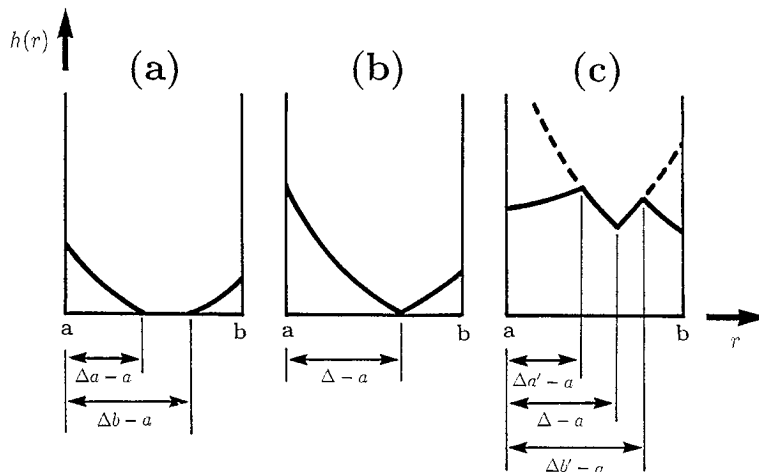 h(r)
(a) (b) (c)
a b a b a b r
Δa − a Δ − a Δa′ − a
Δb − a Δ − a
Δb′ − a